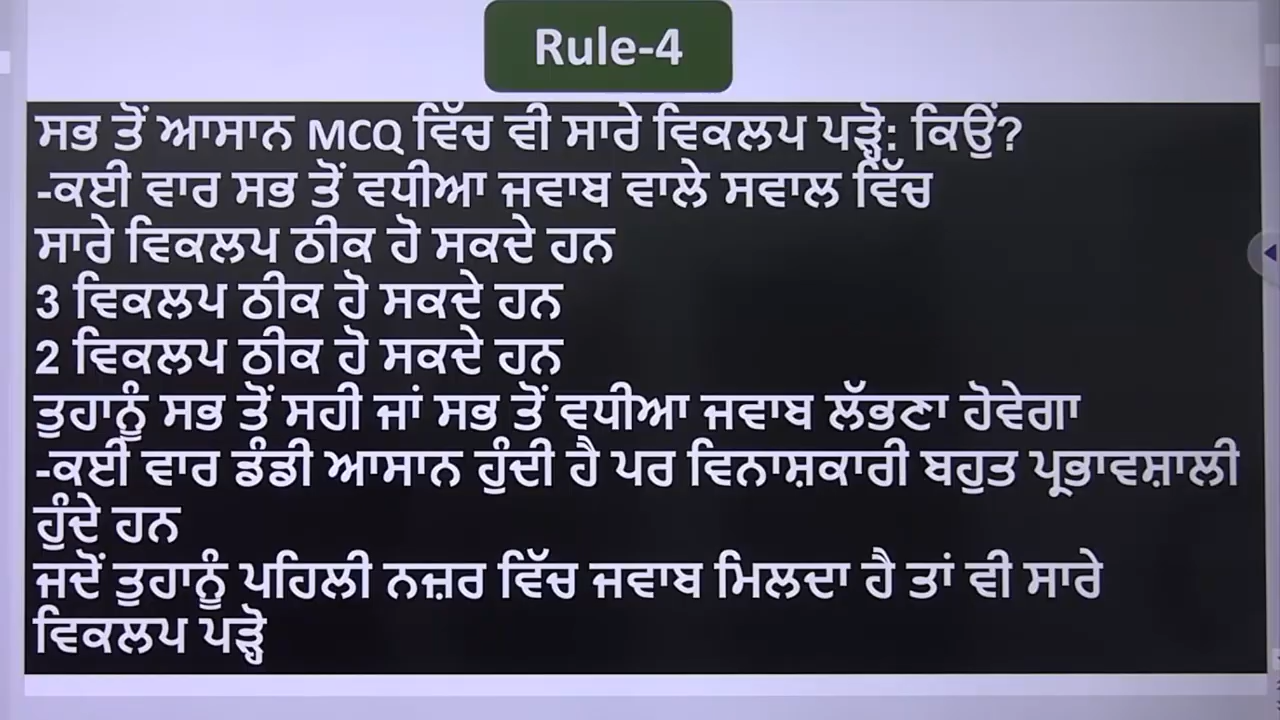 Rule-4
ਸਭ ਤੋਂ ਆਸਾਨ MCQ ਵਿੱਚ ਵੀ ਸਾਰੇ ਵਿਕਲਪ ਪੜ੍ਹੋ: ਕਿਉਂ?
-ਕਈ ਵਾਰ ਸਭ ਤੋਂ ਵਧੀਆ ਜਵਾਬ ਵਾਲੇ ਸਵਾਲ ਵਿੱਚ
ਸਾਰੇ ਵਿਕਲਪ ਠੀਕ ਹੋ ਸਕਦੇ ਹਨ
3 ਵਿਕਲਪ ਠੀਕ ਹੋ ਸਕਦੇ ਹਨ
2 ਵਿਕਲਪ ਠੀਕ ਹੋ ਸਕਦੇ ਹਨ
ਤੁਹਾਨੂੰ ਸਭ ਤੋਂ ਸਹੀ ਜਾਂ ਸਭ ਤੋਂ ਵਧੀਆ ਜਵਾਬ ਲੱਭਣਾ ਹੋਵੇਗਾ
-ਕਈ ਵਾਰ ਡੰਡੀ ਆਸਾਨ ਹੁੰਦੀ ਹੈ ਪਰ ਵਿਨਾਸ਼ਕਾਰੀ ਬਹੁਤ ਪ੍ਰਭਾਵਸ਼ਾਲੀ
ਹੁੰਦੇ ਹਨ
ਜਦੋਂ ਤੁਹਾਨੂੰ ਪਹਿਲੀ ਨਜ਼ਰ ਵਿੱਚ ਜਵਾਬ ਮਿਲਦਾ ਹੈ ਤਾਂ ਵੀ ਸਾਰੇ
ਵਿਕਲਪ ਪੜ੍ਹੋ